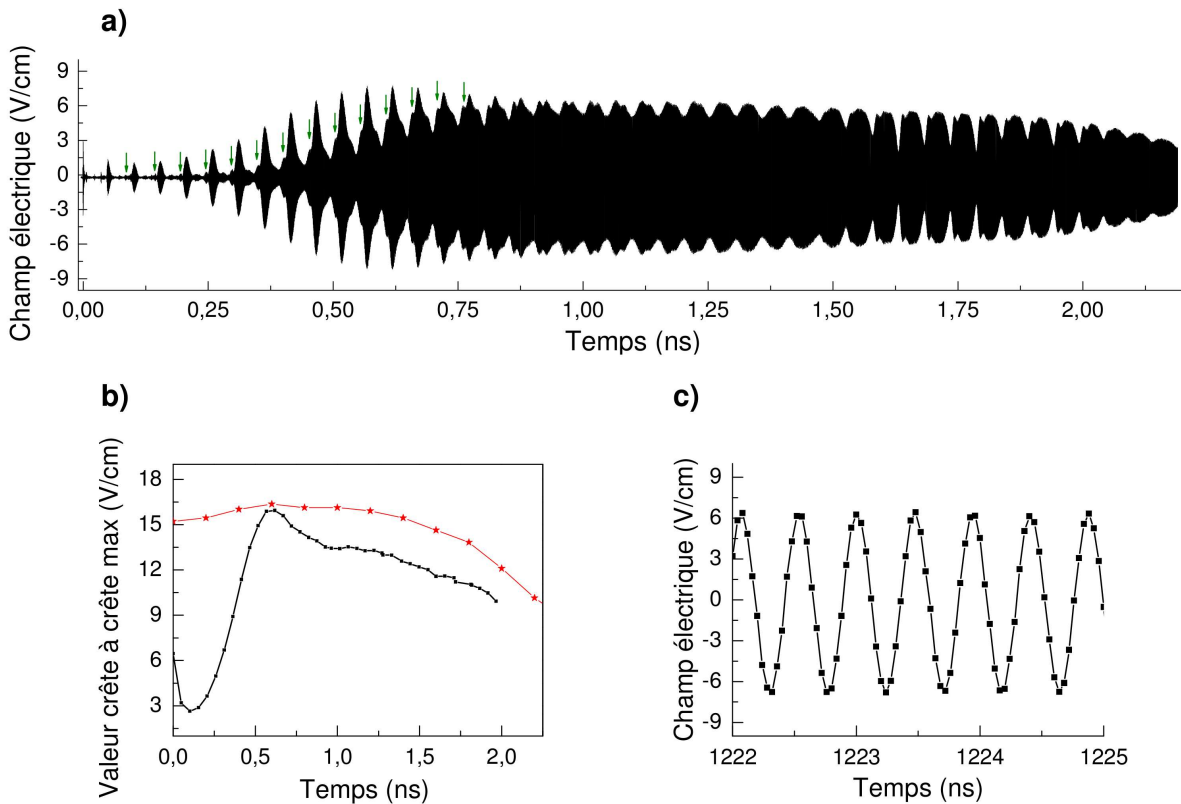 a)
Champ électrique (V/cm)
9
6
3
0
-3
-6
-9
0,00 0,25 0,50 0,75 1,00 1,25 1,50 1,75 2,00
Temps (ns)
b)
Valeur crête à crête max (V/cm)
18
15
12
9
6
3
0,0 0,5 1,0 1,5 2,0
Temps (ns)
c)
Champ électrique (V/cm)
9
6
3
0
-3
-6
-9
1222 1223 1224 1225
Temps (ns)